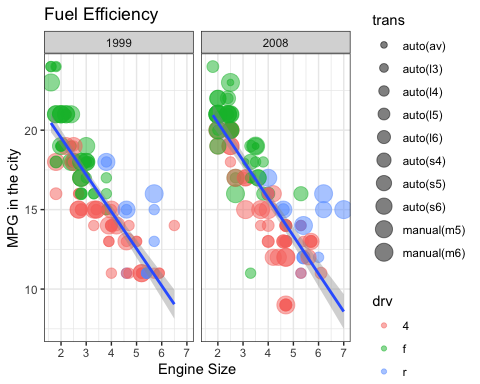 Fuel Efficiency
1999
2008
20
15
10
MPG in the city
2 3 4 5 6 7
2 3 4 5 6 7
Engine Size
trans
auto(av)
auto(l3)
auto(l4)
auto(l5)
auto(l6)
auto(s4)
auto(s5)
auto(s6)
manual(m5)
manual(m6)
drv
4
f
r